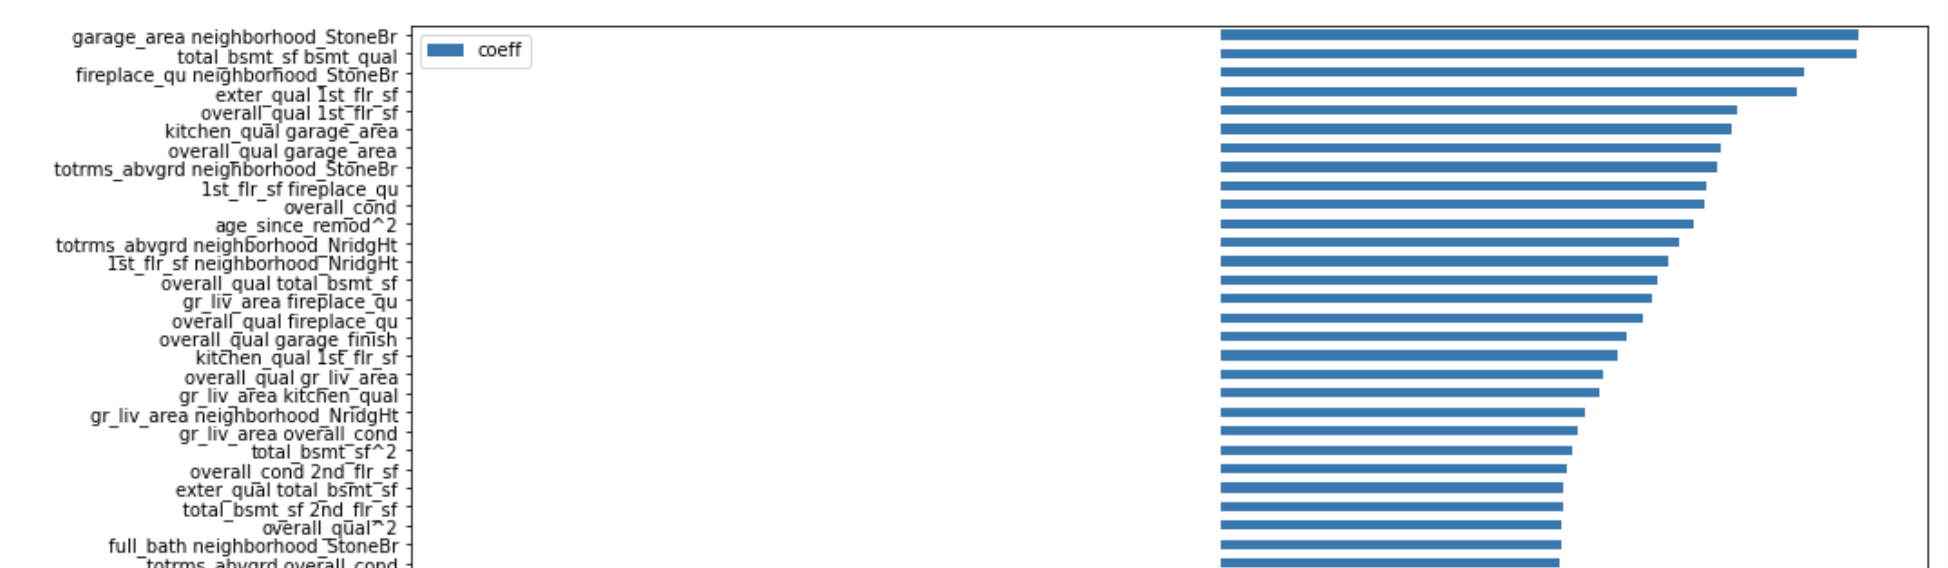 garage_area neighborhood_StoneBr
coeff
total_bsmt_sf bsmt_qual
fireplace_qu neighborhood_StoneBr
exter_qual 1st_flr_sf
overall_qual 1st_flr_sf
kitchen_qual garage_area
overall_qual garage_area
totrms_abvgrd neighborhood_StoneBr
1st_flr_sf fireplace_qu
overall_cond
age_since_remod^2
totrms_abvgrd neighborhood_NridgHt
1st_flr_sf neighborhood_NridgHt
overall_qual total_bsmt_sf
gr_liv_area fireplace_qu
overall_qual fireplace_qu
overall_qual garage_finish
kitchen_qual 1st_flr_sf
overall_qual gr_liv_area
gr_liv_area kitchen_qual
gr_liv_area neighborhood_NridgHt
gr_liv_area overall_cond
total_bsmt_sf^2
overall_cond 2nd_flr_sf
exter_qual total_bsmt_sf
total_bsmt_sf 2nd_flr_sf
overall_qual^2
full_bath neighborhood_StoneBr
totrms_abvgrd overall_cond